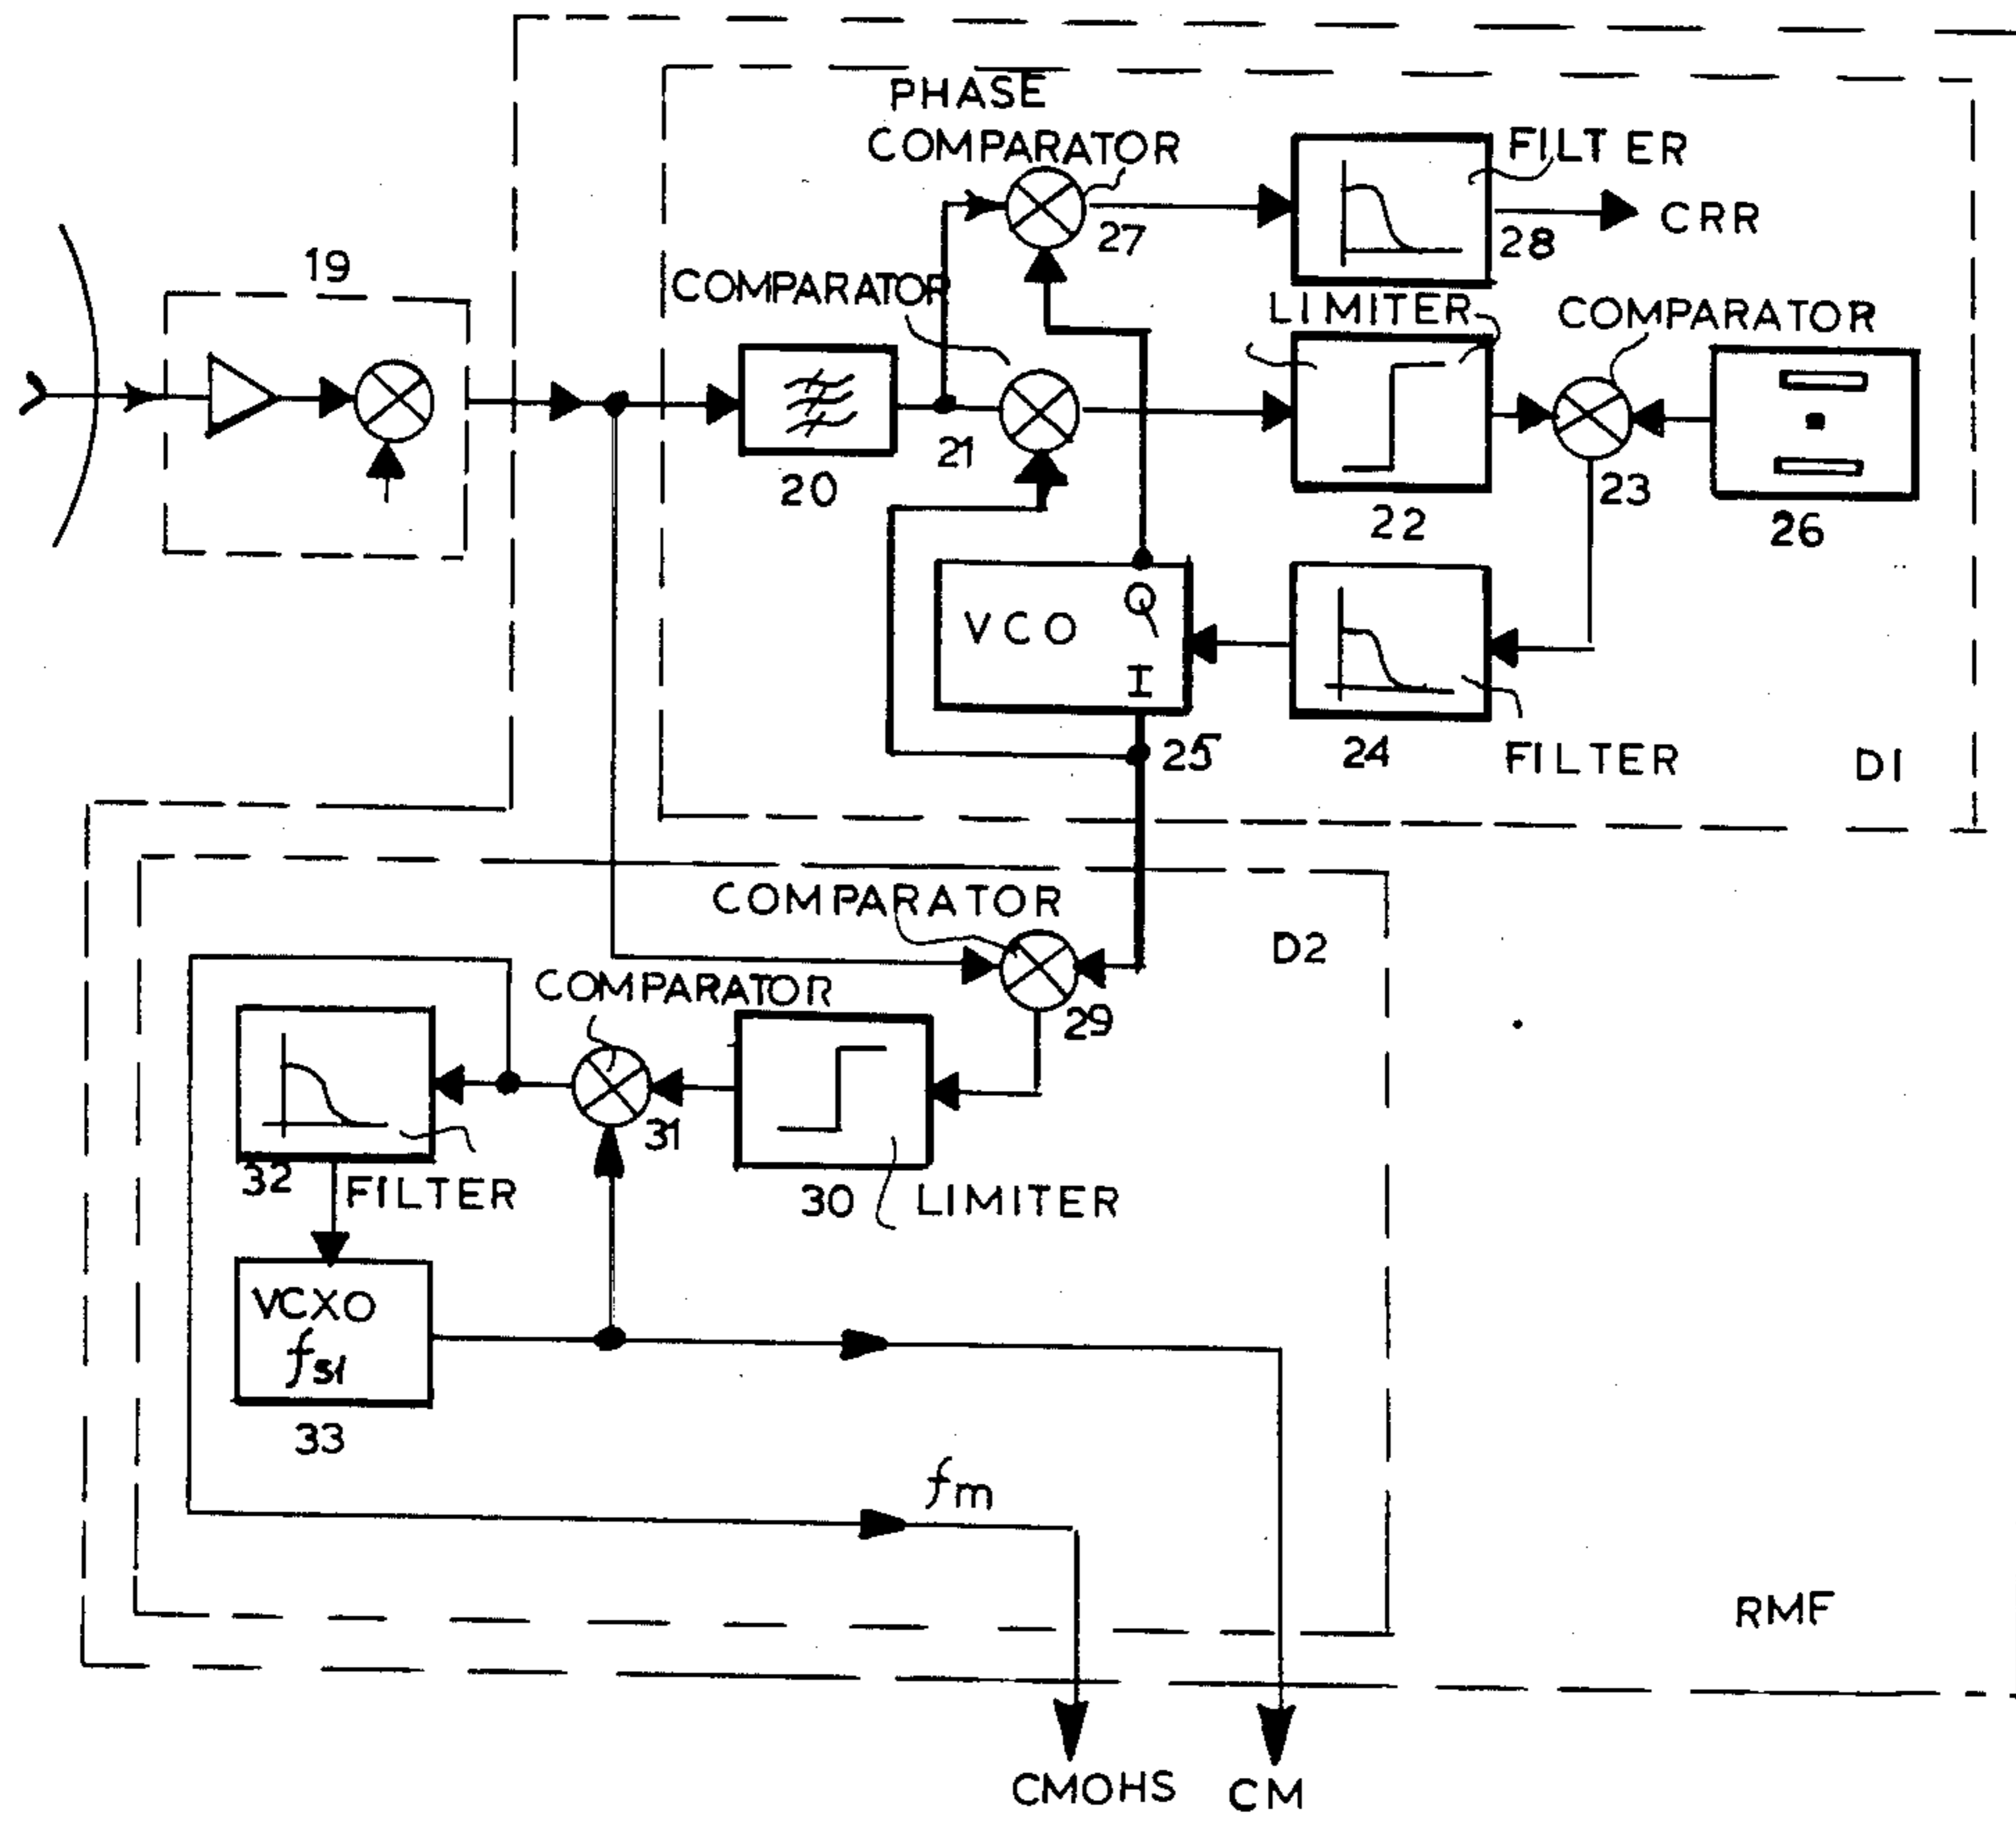 PHASE
COMPARATOR
FILTER
19
27
28
CRR
COMPARATOR
LIMITER
COMPARATOR
21
20
22
23
26
VCO
Q
I
25
24
FILTER
D1
COMPARATOR
D2
COMPARATOR
29
31
32
FILTER
30
LIMITER
VCXO
fs1
33
fm
RMF
CMOHS
CM